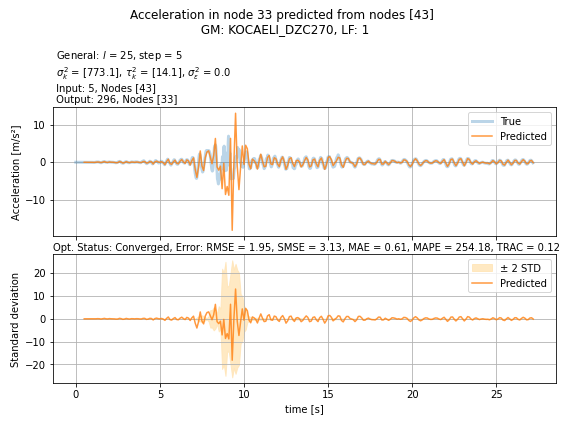 Acceleration in node 33 predicted from nodes [43]
GM: KOCAELI_DZC270, LF: 1
General: l = 25, step = 5
σ²ₖ = [773.1], τ²ₖ = [14.1], σ²ε = 0.0
Input: 5, Nodes [43]
Output: 296, Nodes [33]
Acceleration [m/s²]
10
0
−10
True
Predicted
Opt. Status: Converged, Error: RMSE = 1.95, SMSE = 3.13, MAE = 0.61, MAPE = 254.18, TRAC = 0.12
Standard deviation
20
10
0
−10
−20
± 2 STD
Predicted
0 5 10 15 20 25
time [s]